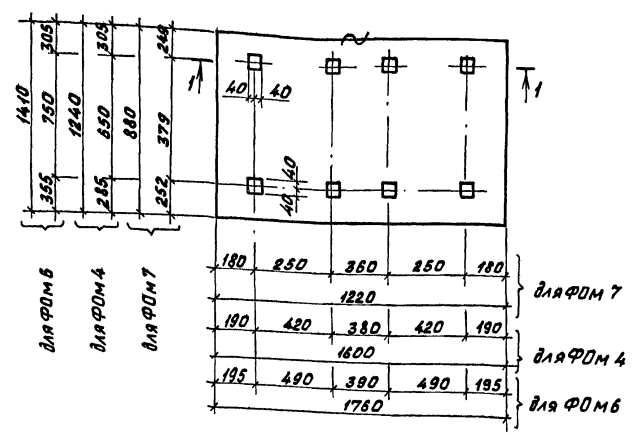 1410
355 750 305
1240
285 650 305
880
252 379 249
для ФОм 6
для ФОм 4
для ФОм 7
1 1
40 40
40
40
180 250 360 250 180
1220
для ФОм 7
190 420 380 420 190
1600
для ФОм 4
195 490 390 490 195
1760
для ФОм 6